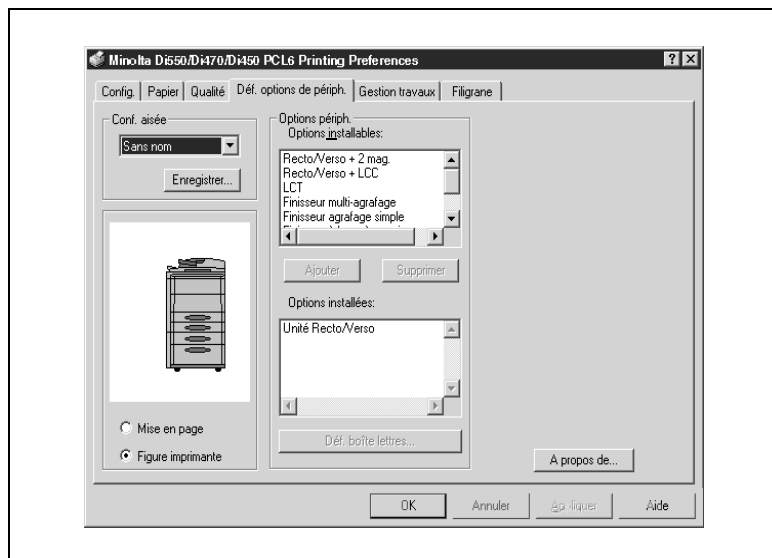 Minolta Di550/Di470/Di450 PCL6 Printing Preferences
Config. Papier Qualité Déf. options de périph. Gestion travaux Filigrane
Conf. aisée
Sans nom
Enregistrer...
Mise en page
Figure imprimante
Options périph.
Options installables:
Recto/Verso + 2 mag.
Recto/Verso + LCC
LCT
Finisseur multi-agrafage
Finisseur agrafage simple
Ajouter Supprimer
Options installées:
Unité Recto/Verso
Déf. boîte lettres...
A propos de...
OK Annuler Appliquer Aide